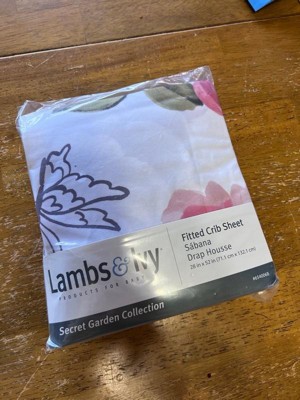 Lambs & Ivy
PRODUCTS FOR BABY
Secret Garden Collection
Fitted Crib Sheet
Sábana
Drap Housse
28 in x 52 in (71.1 cm x 132.1 cm)